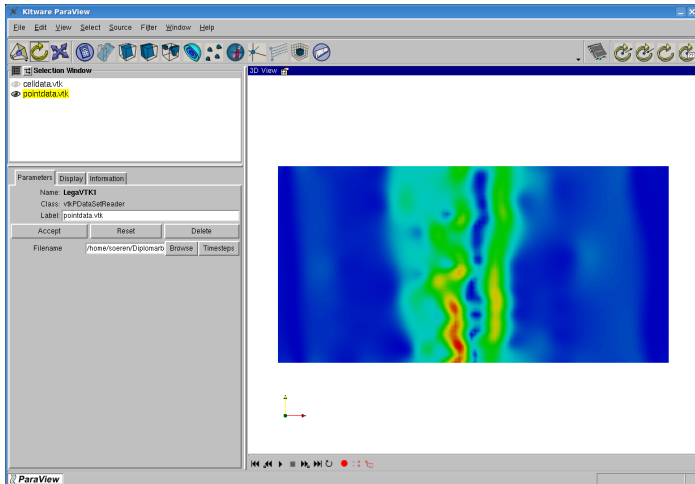 Kitware ParaView
File Edit View Select Source Filter Window Help
Selection Window
3D View
celldata.vtk
pointdata.vtk
Parameters Display Information
Name: LegaVTK1
Class: vtkPDataSetReader
Label: pointdata.vtk
Accept Reset Delete
Filename /home/soeren/Diplomarb Browse Timesteps
ParaView